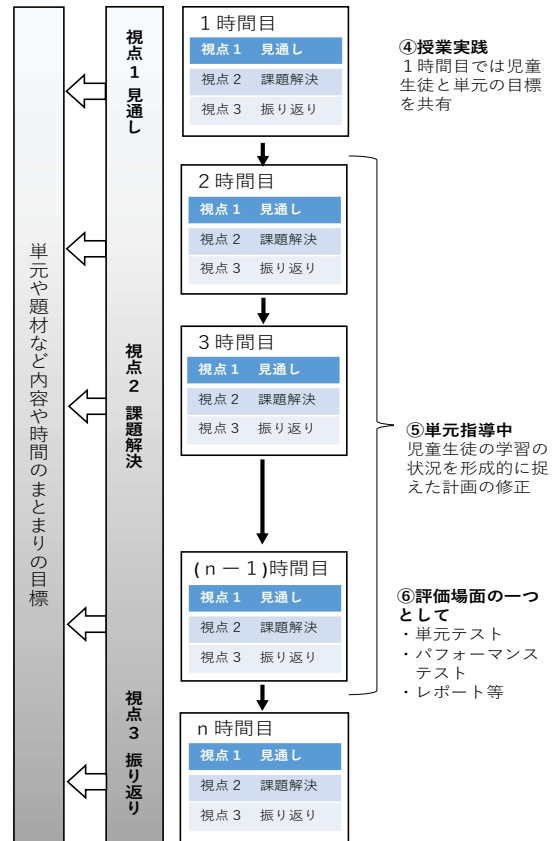 単元や題材など内容や時間のまとまりの目標
視点１ 見通し
視点２ 課題解決
視点３ 振り返り
１時間目
視点１ 見通し
視点２ 課題解決
視点３ 振り返り
２時間目
視点１ 見通し
視点２ 課題解決
視点３ 振り返り
３時間目
視点１ 見通し
視点２ 課題解決
視点３ 振り返り
(ｎ－１)時間目
視点１ 見通し
視点２ 課題解決
視点３ 振り返り
ｎ時間目
視点１ 見通し
視点２ 課題解決
視点３ 振り返り
④授業実践
１時間目では児童
生徒と単元の目標
を共有
⑤単元指導中
児童生徒の学習の
状況を形成的に捉
えた計画の修正
⑥評価場面の一つ
として
・単元テスト
・パフォーマンス
テスト
・レポート等